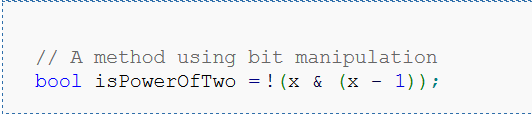 // A method using bit manipulation
bool isPowerOfTwo =!(x & (x - 1));